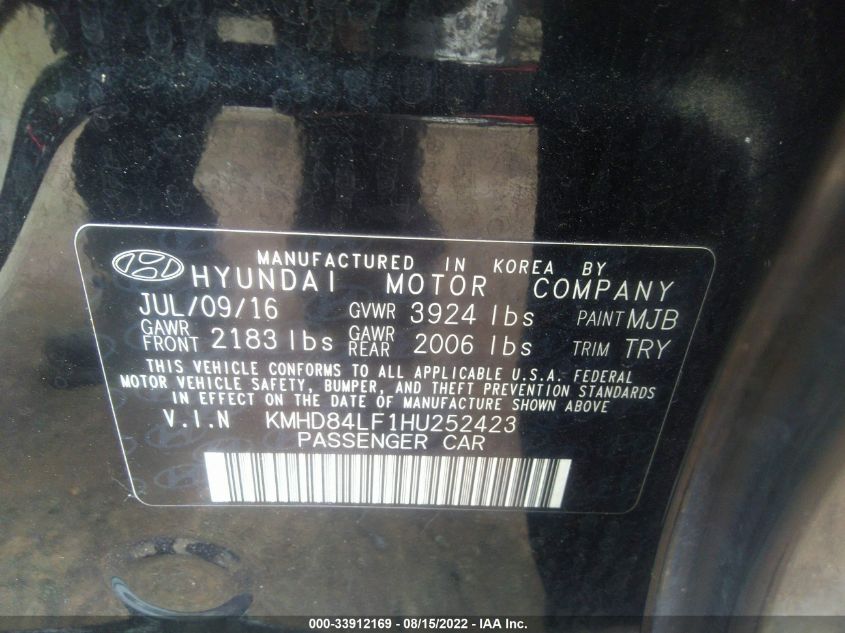 MANUFACTURED IN KOREA BY
HYUNDAI MOTOR COMPANY
JUL/09/16 GVWR 3924 lbs PAINT MJB
GAWR FRONT 2183 lbs GAWR REAR 2006 lbs TRIM TRY
THIS VEHICLE CONFORMS TO ALL APPLICABLE U.S.A. FEDERAL
MOTOR VEHICLE SAFETY, BUMPER, AND THEFT PREVENTION STANDARDS
IN EFFECT ON THE DATE OF MANUFACTURE SHOWN ABOVE
V.I.N KMHD84LF1HU252423
PASSENGER CAR
000-33912169 - 08/15/2022 - IAA Inc.